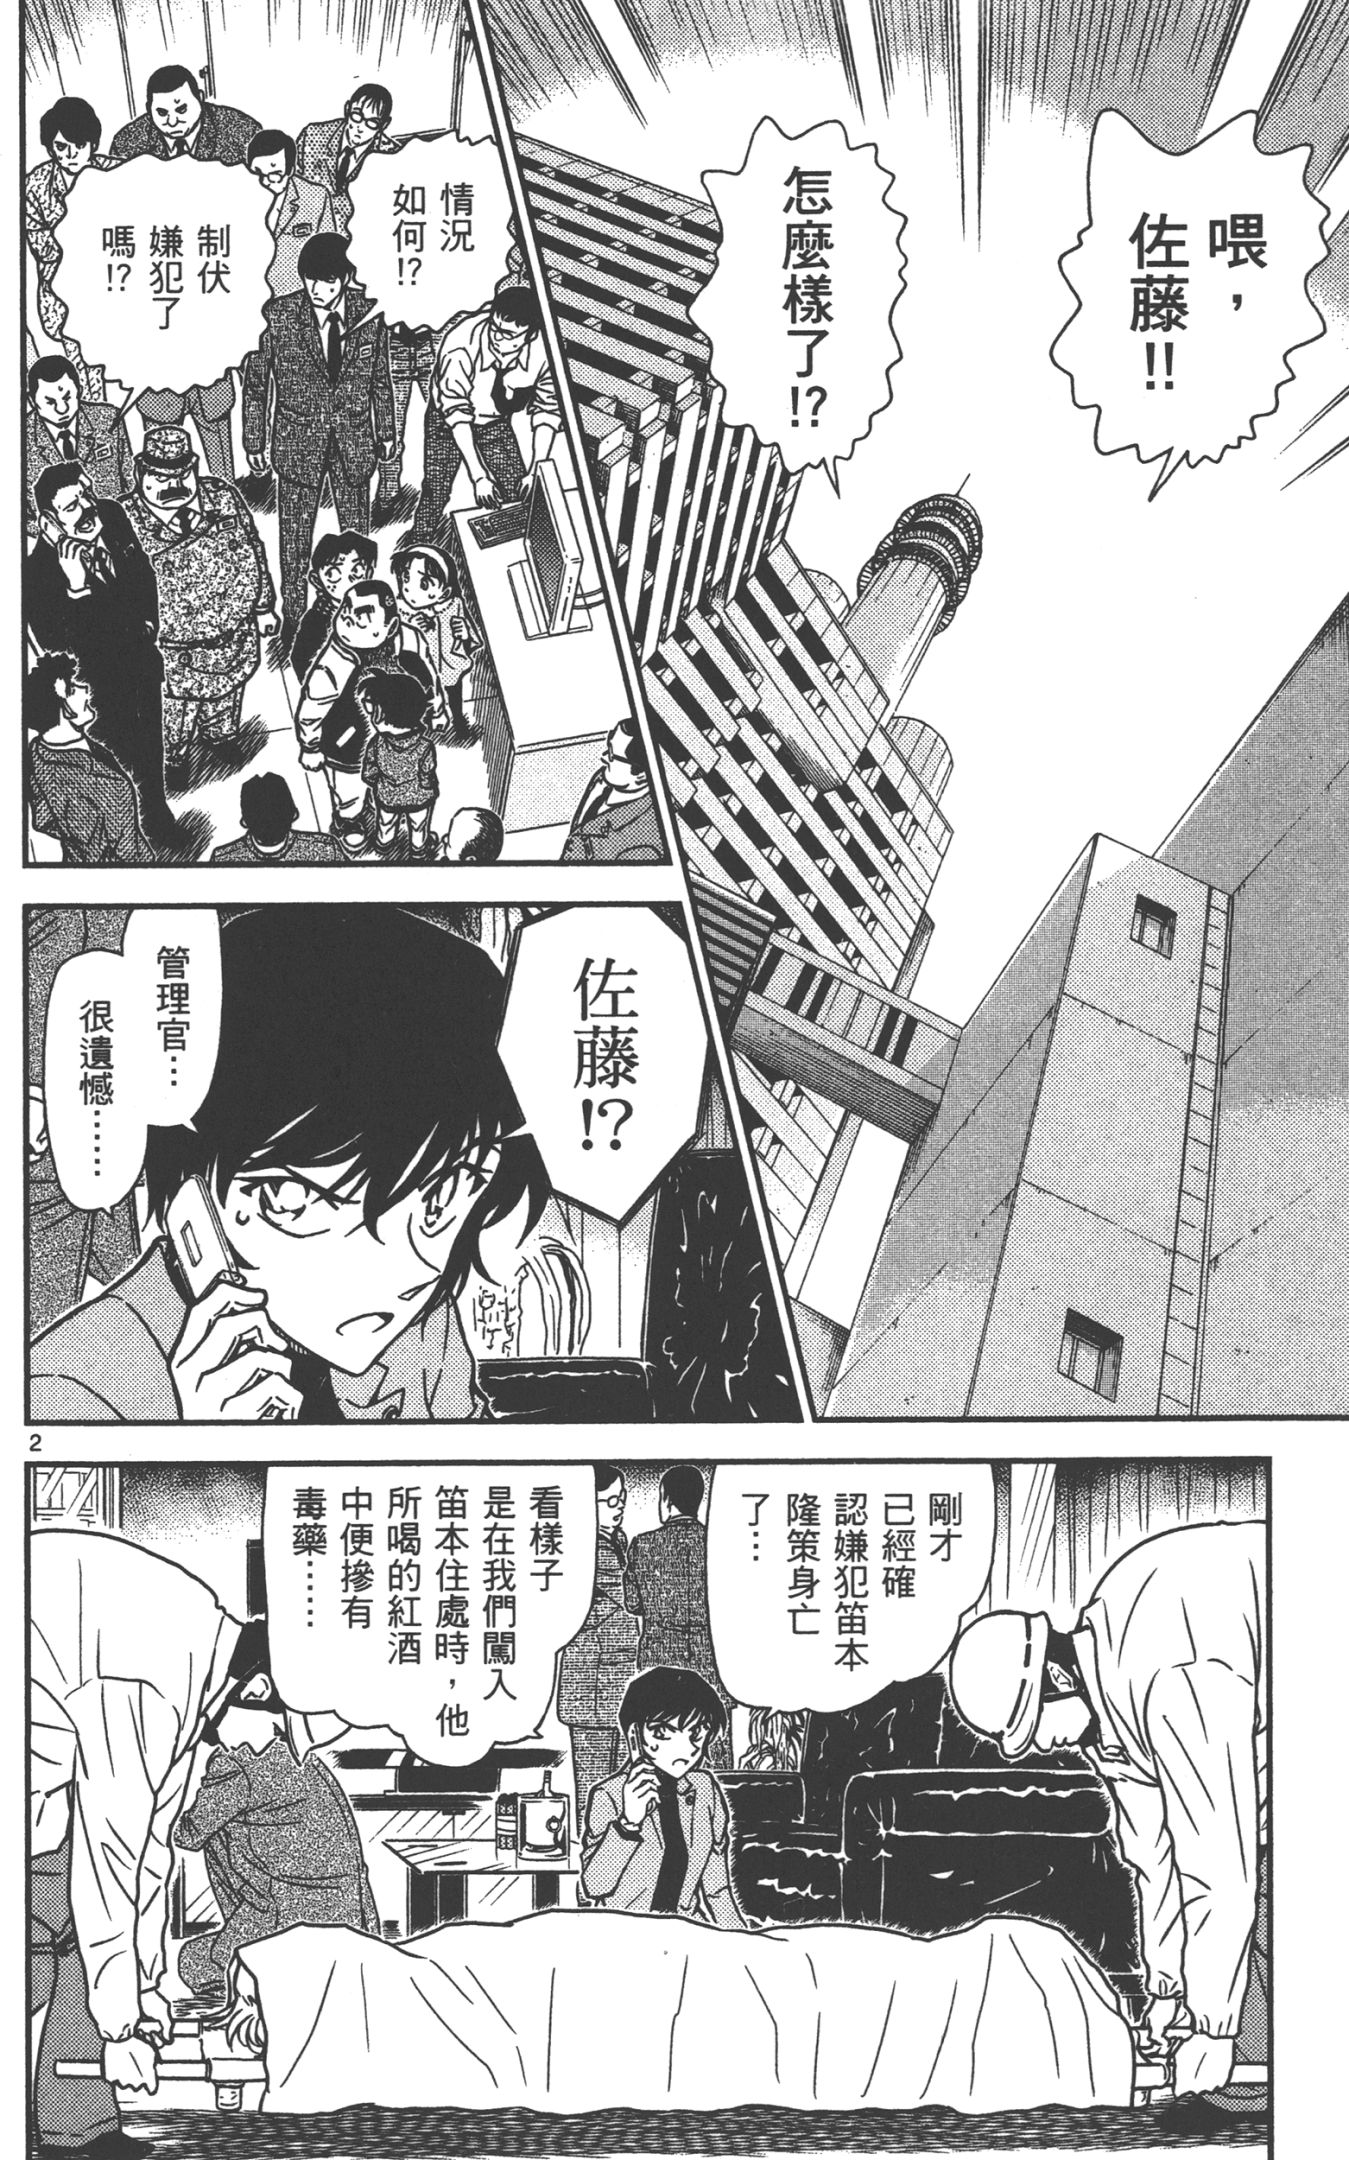 喂，
佐藤!!
怎麼樣了!?
情況
如何!?
制伏
嫌犯了
嗎!?
佐藤!?
管理官…
很遺憾……
2
剛才
已經確
認嫌犯笛本
隆策身亡
了…
看樣子
是在我們闖入
笛本住處時，他
所喝的紅酒
中便摻有
毒藥……